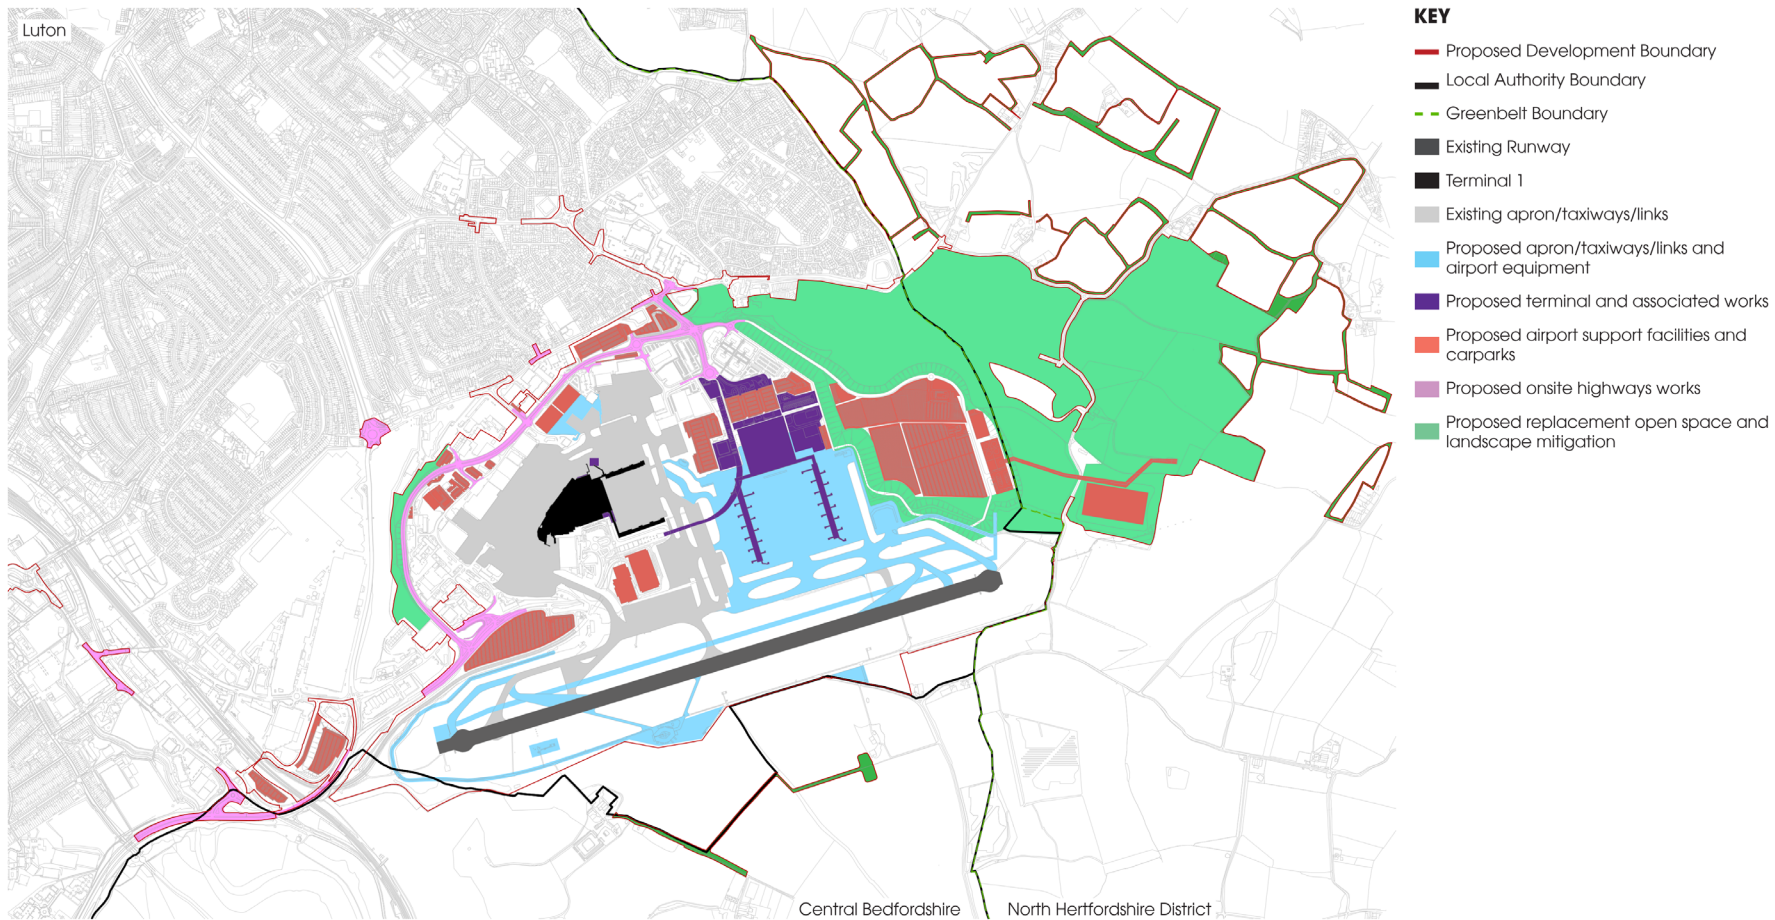 Luton
KEY
Proposed Development Boundary
Local Authority Boundary
Greenbelt Boundary
Existing Runway
Terminal 1
Existing apron/taxiways/links
Proposed apron/taxiways/links and
airport equipment
Proposed terminal and associated works
Proposed airport support facilities and
carparks
Proposed onsite highways works
Proposed replacement open space and
landscape mitigation
Central Bedfordshire
North Hertfordshire District